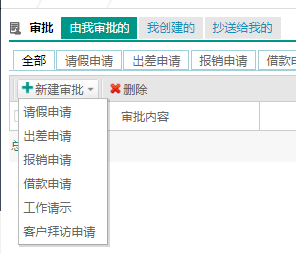 审批 由我审批的 我创建的 抄送给我的
全部 请假申请 出差申请 报销申请 借款申
新建审批 删除
请假申请 审批内容
出差申请
报销申请
借款申请
工作请示
客户拜访申请